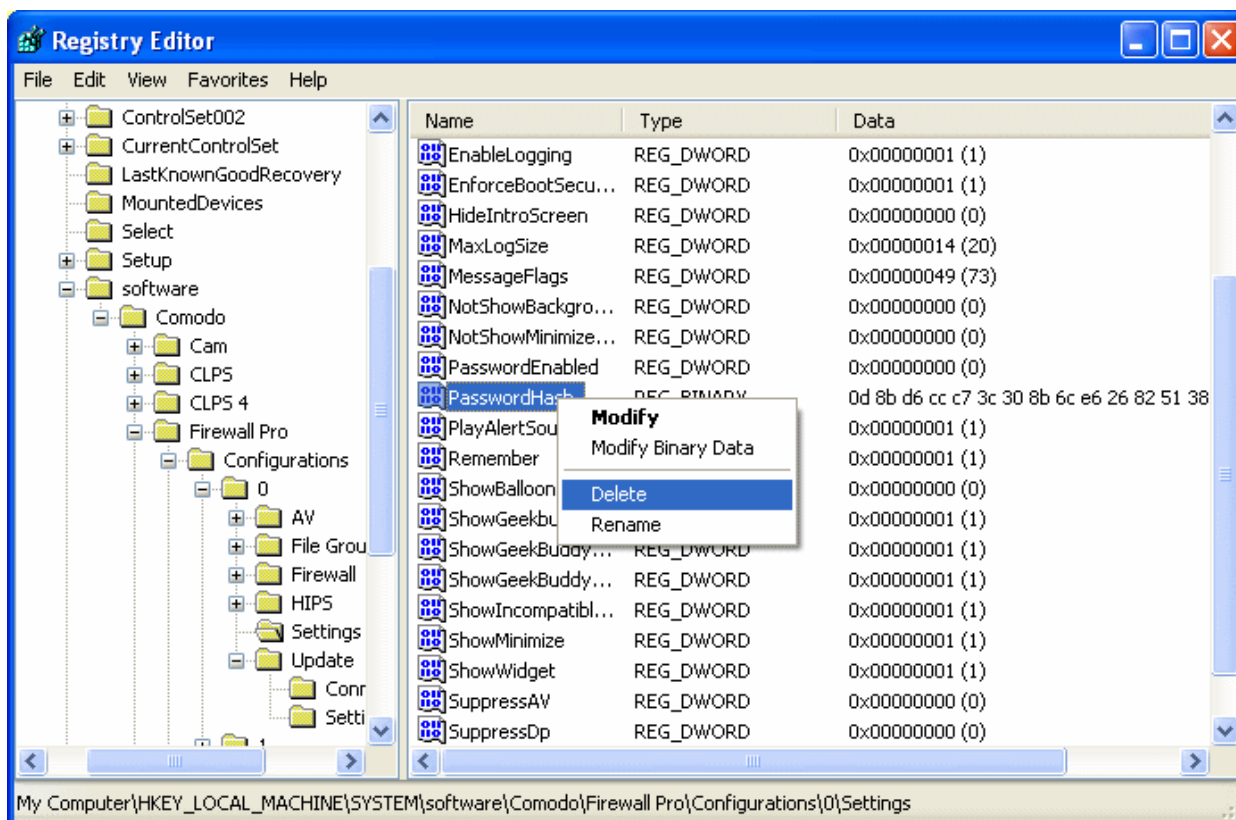 Registry Editor
File Edit View Favorites Help
ControlSet002
CurrentControlSet
LastKnownGoodRecovery
MountedDevices
Select
Setup
software
Comodo
Cam
CLPS
CLPS 4
Firewall Pro
Configurations
0
AV
File Grou
Firewall
HIPS
Settings
Update
Conr
Setti
1
Name Type Data
EnableLogging REG_DWORD 0x00000001 (1)
EnforceBootSecu... REG_DWORD 0x00000001 (1)
HideIntroScreen REG_DWORD 0x00000000 (0)
MaxLogSize REG_DWORD 0x00000014 (20)
MessageFlags REG_DWORD 0x00000049 (73)
NotShowBackgro... REG_DWORD 0x00000000 (0)
NotShowMinimize... REG_DWORD 0x00000000 (0)
PasswordEnabled REG_DWORD 0x00000000 (0)
PasswordHash REG_BINARY 0d 8b d6 cc c7 3c 30 8b 6c e6 26 82 51 38
PlayAlertSou 0x00000001 (1)
Remember 0x00000001 (1)
ShowBalloon 0x00000000 (0)
ShowGeekbu 0x00000001 (1)
ShowGeekBuddy... REG_DWORD 0x00000001 (1)
ShowGeekBuddy... REG_DWORD 0x00000001 (1)
ShowIncompatibl... REG_DWORD 0x00000001 (1)
ShowMinimize REG_DWORD 0x00000001 (1)
ShowWidget REG_DWORD 0x00000001 (1)
SuppressAV REG_DWORD 0x00000000 (0)
SuppressDp REG_DWORD 0x00000000 (0)
Modify
Modify Binary Data
Delete
Rename
My Computer\HKEY_LOCAL_MACHINE\SYSTEM\software\Comodo\Firewall Pro\Configurations\0\Settings